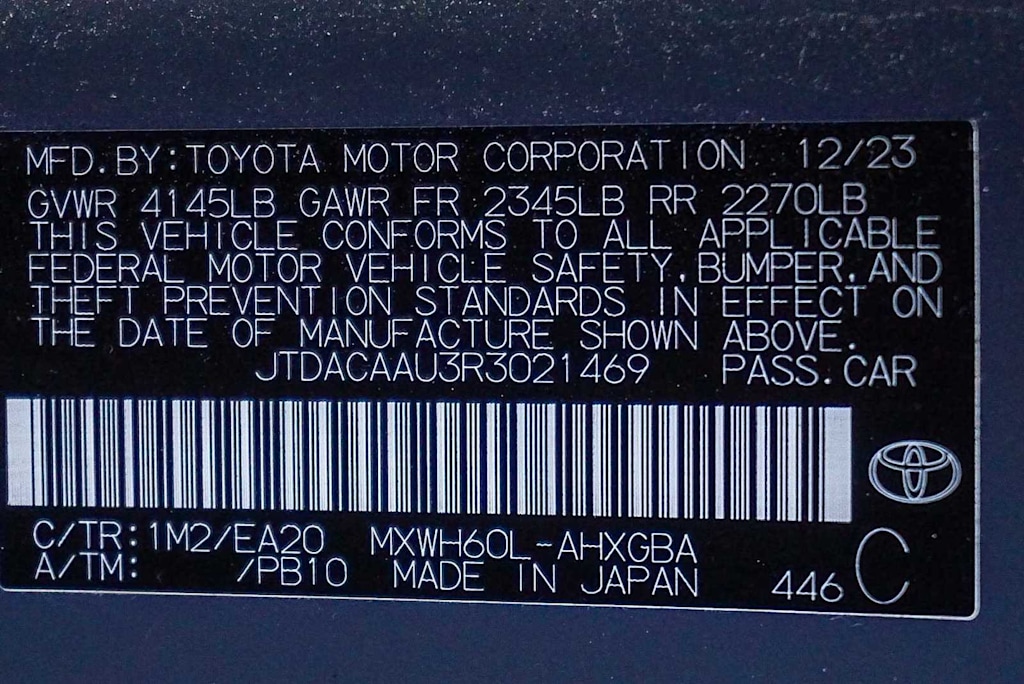 MFD.BY:TOYOTA MOTOR CORPORATION 12/23
GVWR 4145LB GAWR FR 2345LB RR 2270LB
THIS VEHICLE CONFORMS TO ALL APPLICABLE
FEDERAL MOTOR VEHICLE SAFETY,BUMPER,AND
THEFT PREVENTION STANDARDS IN EFFECT ON
THE DATE OF MANUFACTURE SHOWN ABOVE.
JTDACAAU3R3021469 PASS.CAR
C/TR:1M2/EA20 MXWH60L-AHXGBA
A/TM: /PB10 MADE IN JAPAN 446 C